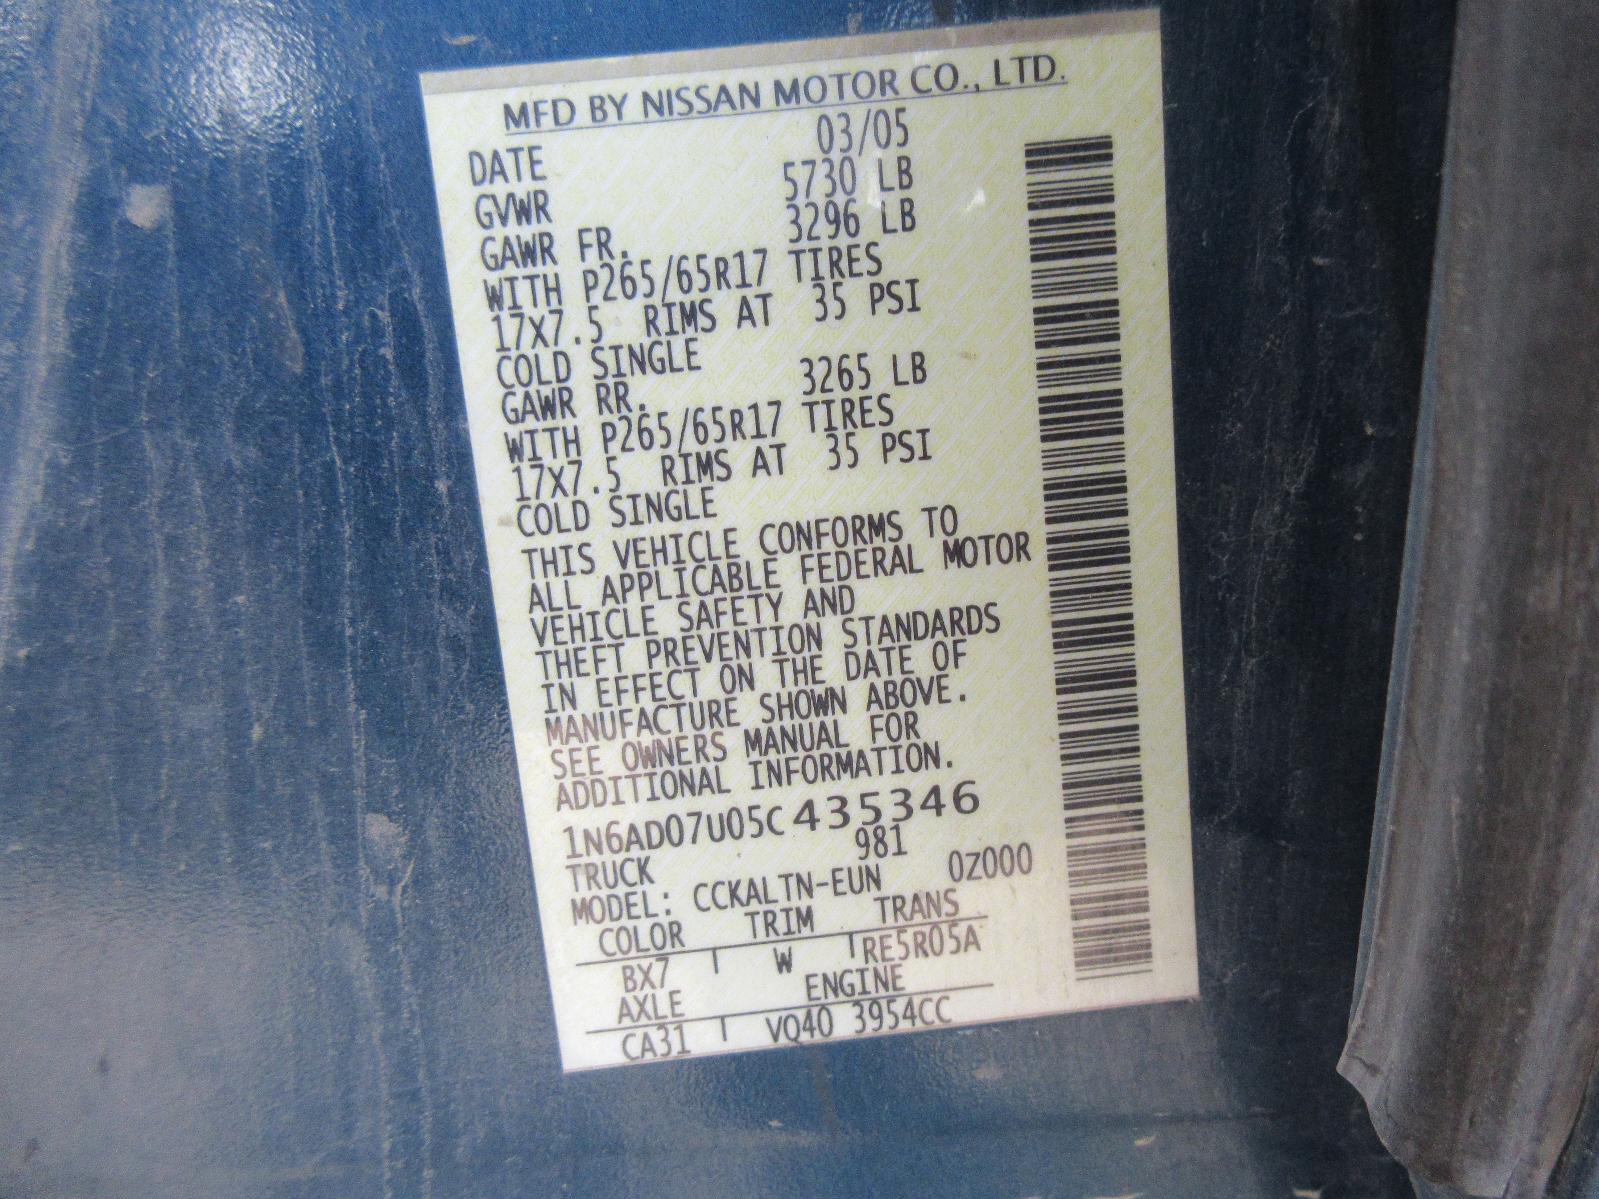 MFD BY NISSAN MOTOR CO., LTD.
DATE 03/05
GVWR 5730 LB
GAWR FR. 3296 LB
WITH P265/65R17 TIRES
17X7.5 RIMS AT 35 PSI
COLD SINGLE
GAWR RR. 3265 LB
WITH P265/65R17 TIRES
17X7.5 RIMS AT 35 PSI
COLD SINGLE
THIS VEHICLE CONFORMS TO
ALL APPLICABLE FEDERAL MOTOR
VEHICLE SAFETY AND
THEFT PREVENTION STANDARDS
IN EFFECT ON THE DATE OF
MANUFACTURE SHOWN ABOVE.
SEE OWNERS MANUAL FOR
ADDITIONAL INFORMATION.
1N6AD07U05C435346
TRUCK 981
MODEL: CCKALTN-EUN 0Z000
COLOR TRIM TRANS
BX7 W RE5R05A
AXLE ENGINE
CA31 VQ40 3954CC